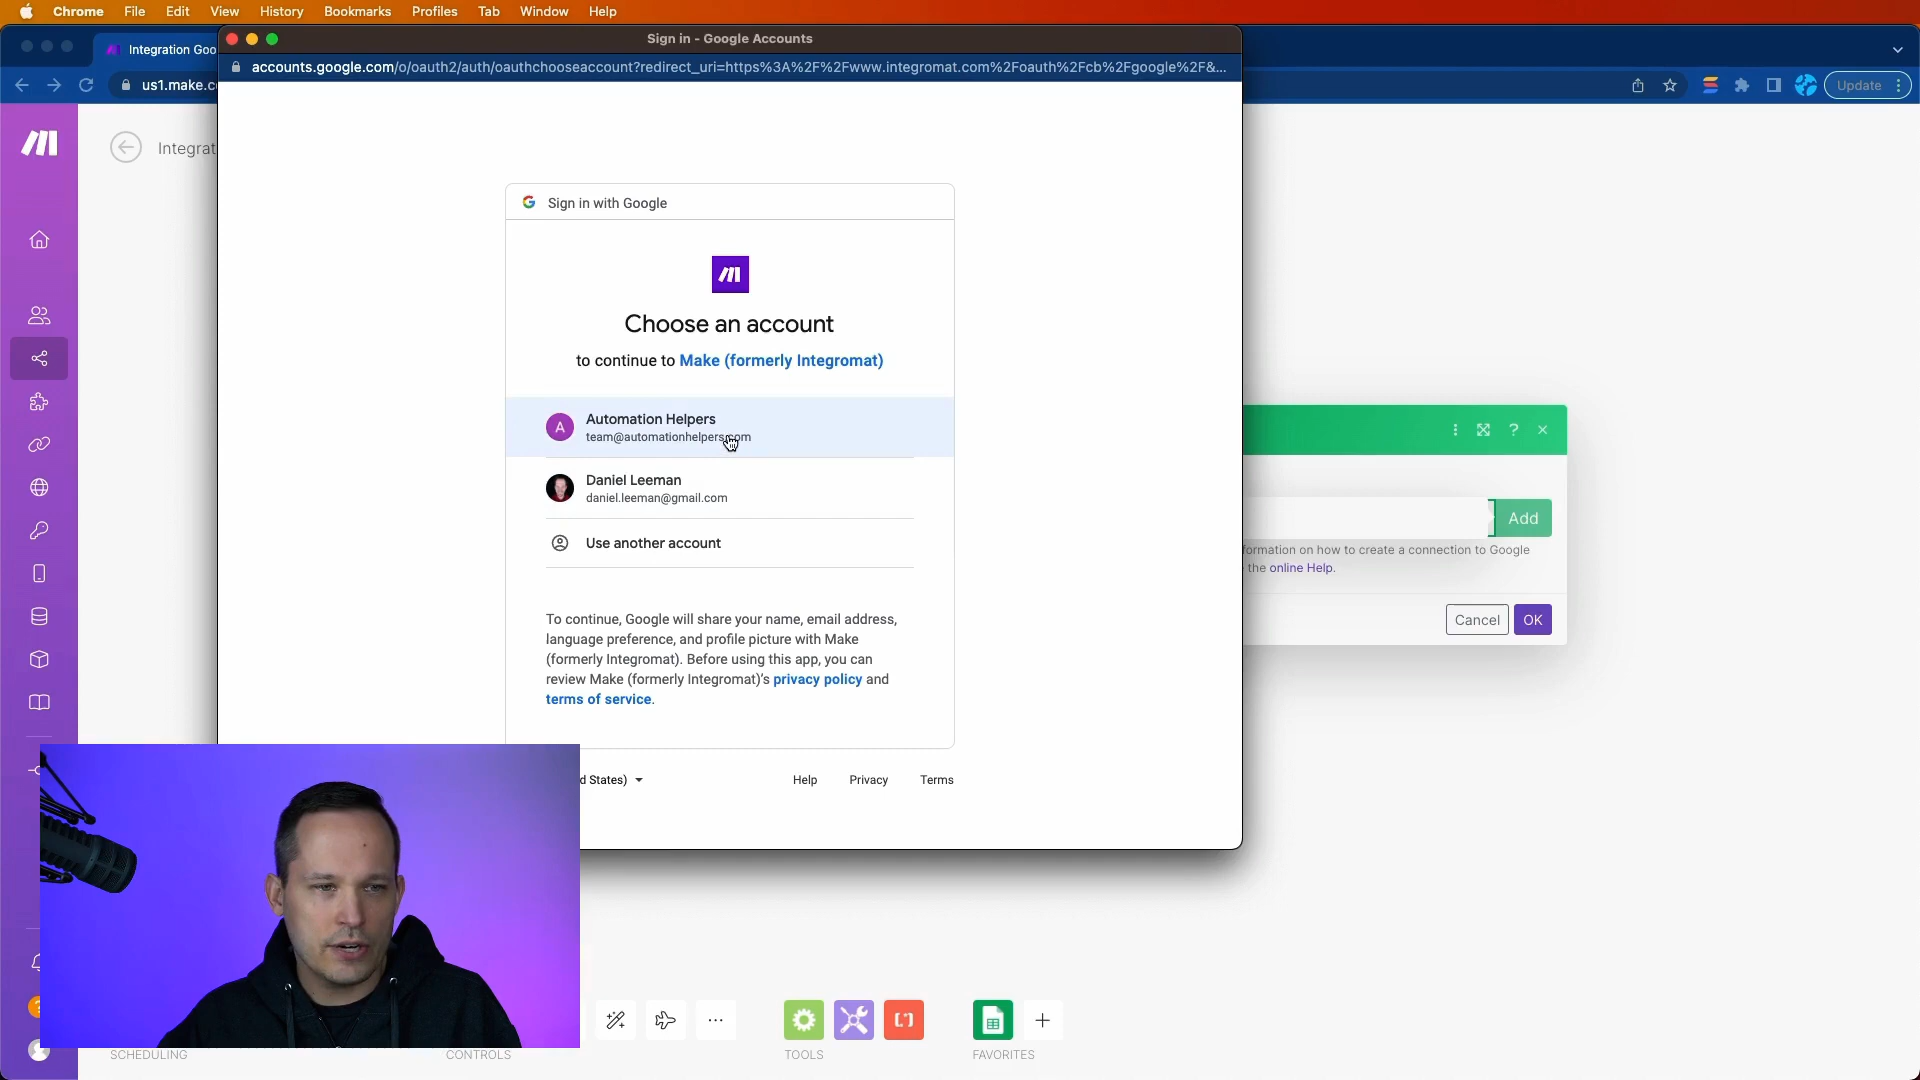 Chrome File Edit View History Bookmarks Profiles Tab Window Help
Integration Goo
Sign in - Google Accounts
accounts.google.com/o/oauth2/auth/oauthchooseaccount?redirect_uri=https%3A%2F%2Fwww.integromat.com%2Foauth%2Fcb%2Fgoogle%2F&...
us1.make.c
Update
Integrat
Sign in with Google
Choose an account
to continue to Make (formerly Integromat)
A
Automation Helpers
team@automationhelpers.com
Daniel Leeman
daniel.leeman@gmail.com
Use another account
To continue, Google will share your name, email address,
language preference, and profile picture with Make
(formerly Integromat). Before using this app, you can
review Make (formerly Integromat)'s privacy policy and
terms of service.
d States)
Help Privacy Terms
Add
formation on how to create a connection to Google
the online Help.
Cancel OK
SCHEDULING CONTROLS TOOLS FAVORITES